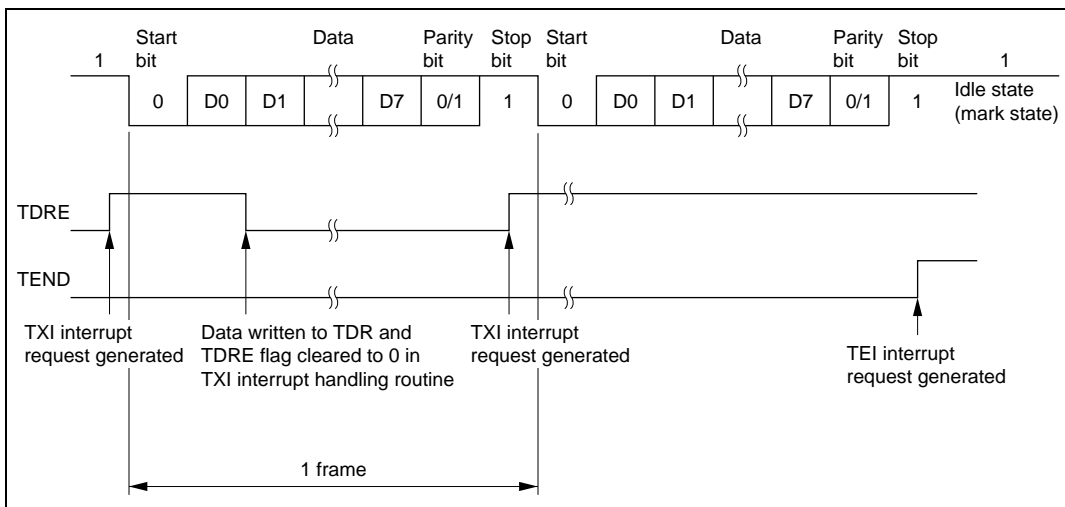 Start bit
Data
Parity bit
Stop bit
Start bit
Data
Parity bit
Stop bit
1
1
0
D0
D1
D7
0/1
1
0
D0
D1
D7
0/1
1
Idle state
(mark state)
TDRE
TEND
TXI interrupt
request generated
Data written to TDR and
TDRE flag cleared to 0 in
TXI interrupt handling routine
TXI interrupt
request generated
TEI interrupt
request generated
1 frame